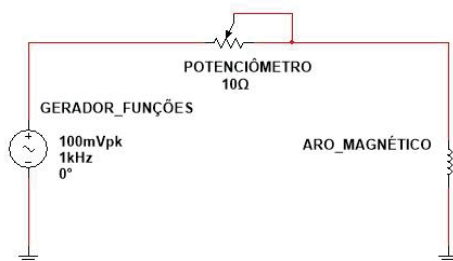 POTENCIÔMETRO
10Ω
GERADOR_FUNÇÕES
100mVpk
1kHz
0°
ARO_MAGNÉTICO